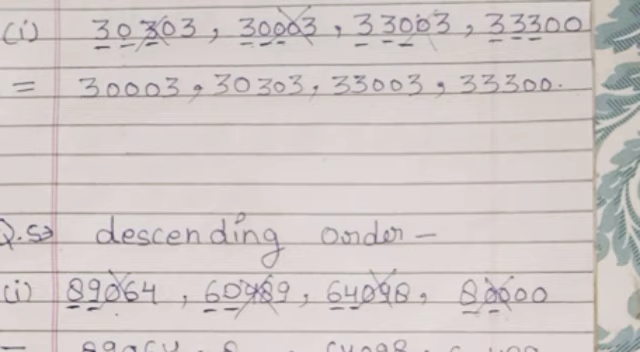 (i) 30303, 30003, 33003, 33300
= 30003, 30303, 33003, 33300.
Q.5 descending order -
(i) 89064, 60489, 64098, 80000